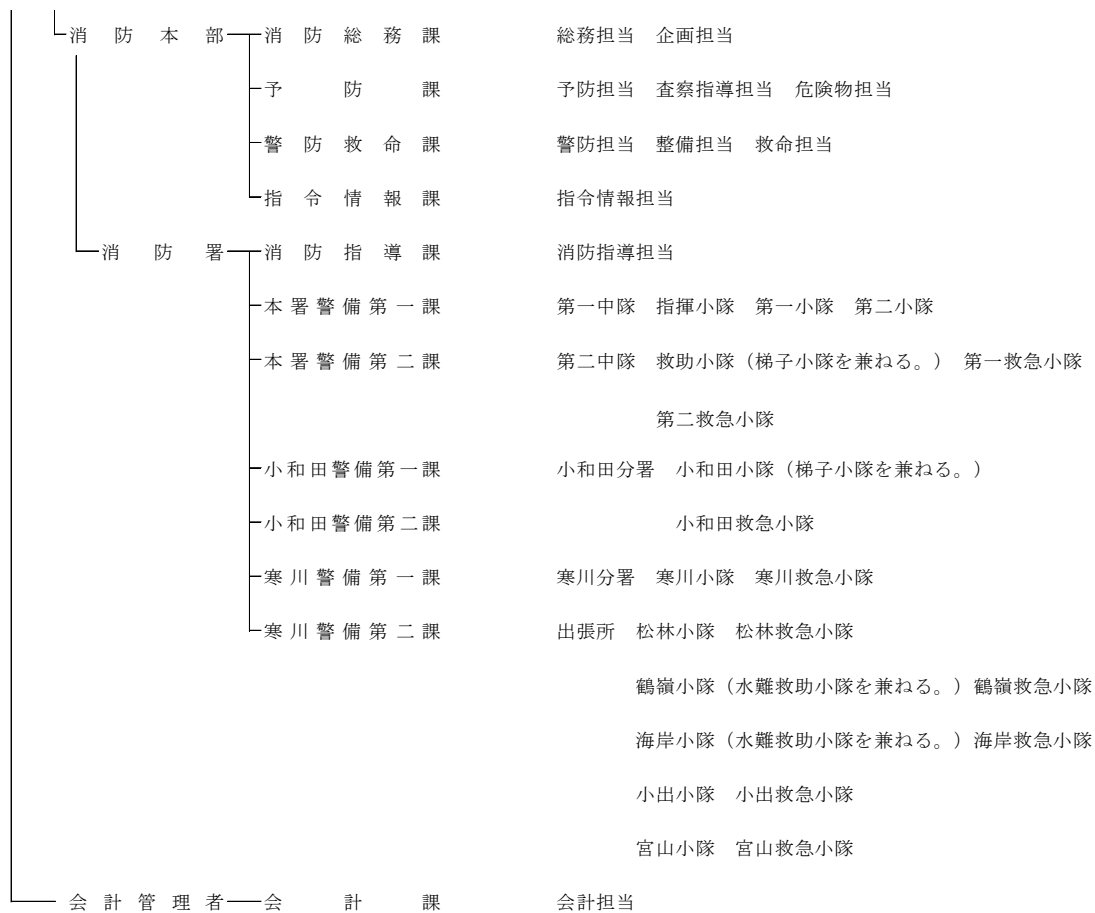 消防本部 消防総務課 総務担当 企画担当
予防課 予防担当 査察指導担当 危険物担当
警防救命課 警防担当 整備担当 救命担当
指令情報課 指令情報担当
消防署 消防指導課 消防指導担当
本署警備第一課 第一中隊 指揮小隊 第一小隊 第二小隊
本署警備第二課 第二中隊 救助小隊（梯子小隊を兼ねる。） 第一救急小隊
第二救急小隊
小和田警備第一課 小和田分署 小和田小隊（梯子小隊を兼ねる。）
小和田警備第二課 小和田救急小隊
寒川警備第一課 寒川分署 寒川小隊 寒川救急小隊
寒川警備第二課 出張所 松林小隊 松林救急小隊
鶴嶺小隊（水難救助小隊を兼ねる。）鶴嶺救急小隊
海岸小隊（水難救助小隊を兼ねる。）海岸救急小隊
小出小隊 小出救急小隊
宮山小隊 宮山救急小隊
会計管理者 会計課 会計担当